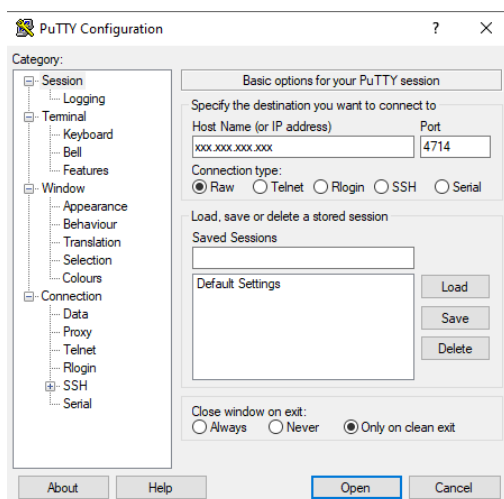 PuTTY Configuration
?
Category:
Session
Logging
Terminal
Keyboard
Bell
Features
Window
Appearance
Behaviour
Translation
Selection
Colours
Connection
Data
Proxy
Telnet
Rlogin
SSH
Serial
Basic options for your PuTTY session
Specify the destination you want to connect to
Host Name (or IP address) Port
xxx.xxx.xxx.xxx 4714
Connection type:
Raw Telnet Rlogin SSH Serial
Load, save or delete a stored session
Saved Sessions
Default Settings
Load
Save
Delete
Close window on exit:
Always Never Only on clean exit
About Help Open Cancel